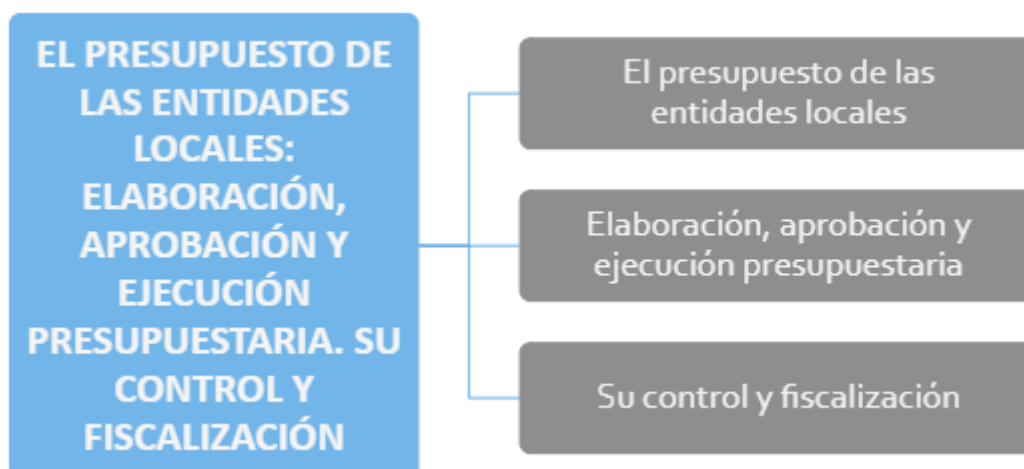 EL PRESUPUESTO DE
LAS ENTIDADES
LOCALES:
ELABORACIÓN,
APROBACIÓN Y
EJECUCIÓN
PRESUPUESTARIA. SU
CONTROL Y
FISCALIZACIÓN
El presupuesto de las
entidades locales
Elaboración, aprobación y
ejecución presupuestaria
Su control y fiscalización